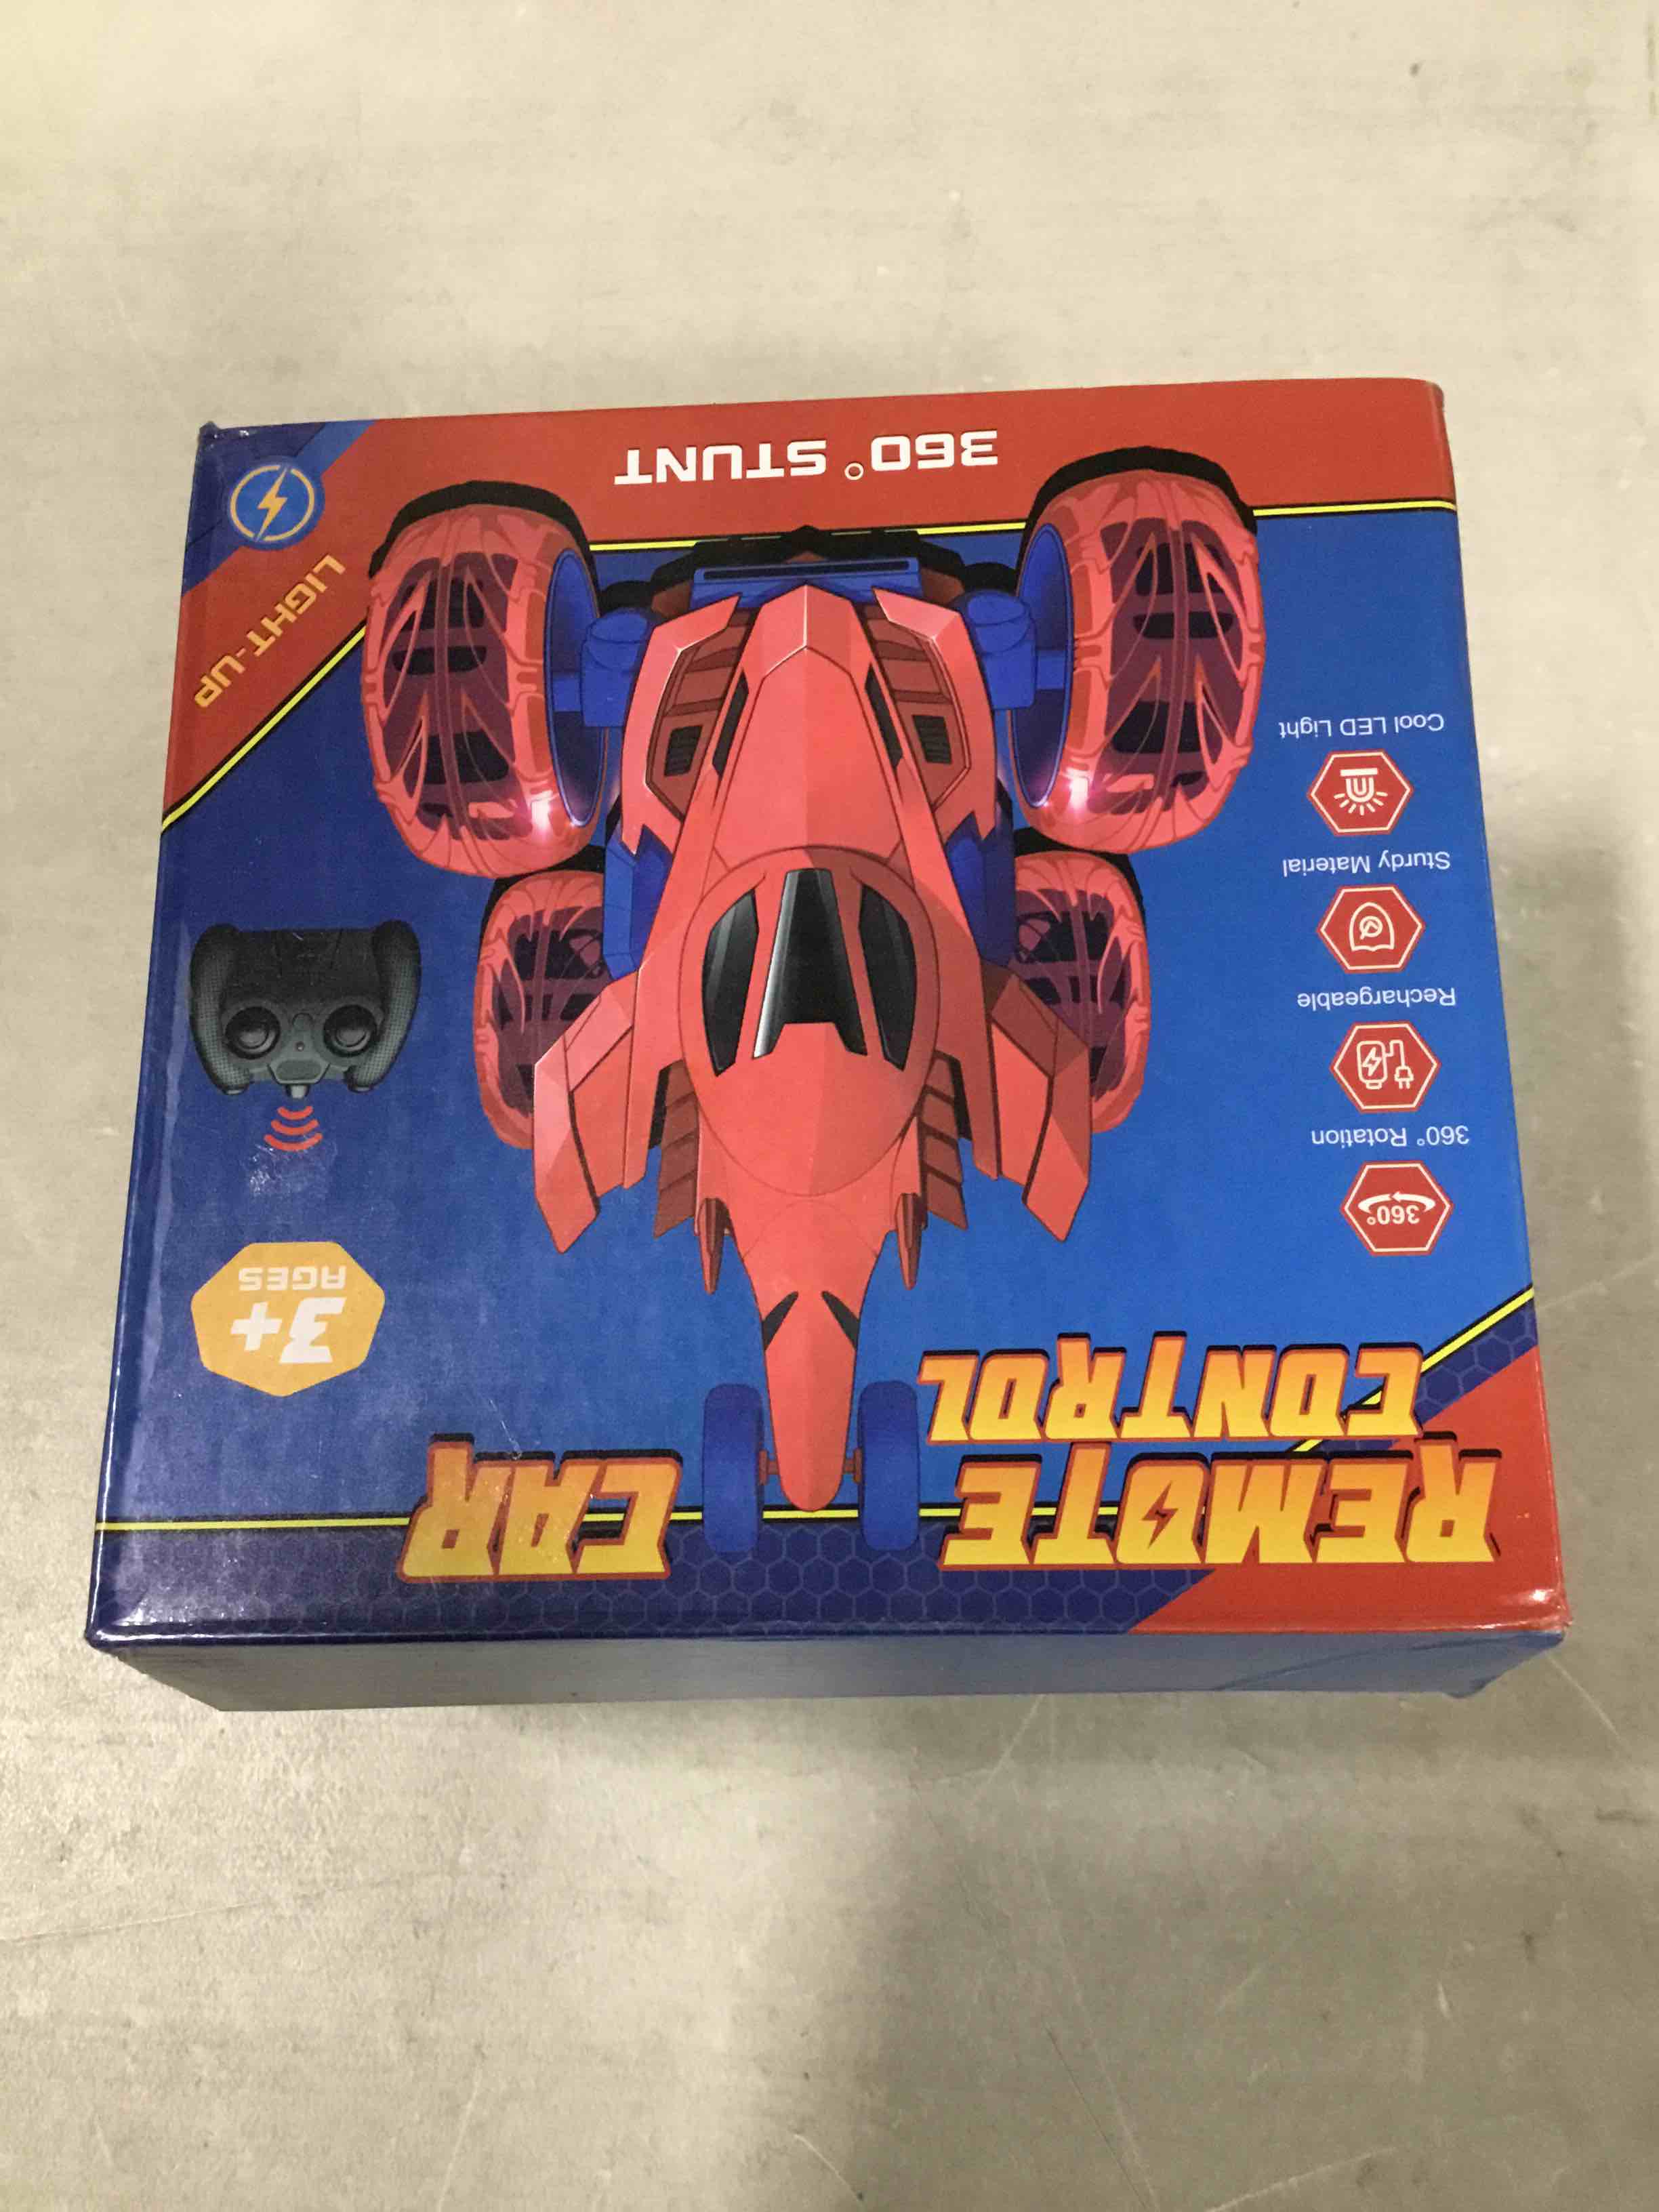 REMOTE
CONTROL
CAR
360°
360° Rotation
Rechargeable
Sturdy Material
Cool LED Light
3+
AGES
LIGHT-UP
360° STUNT